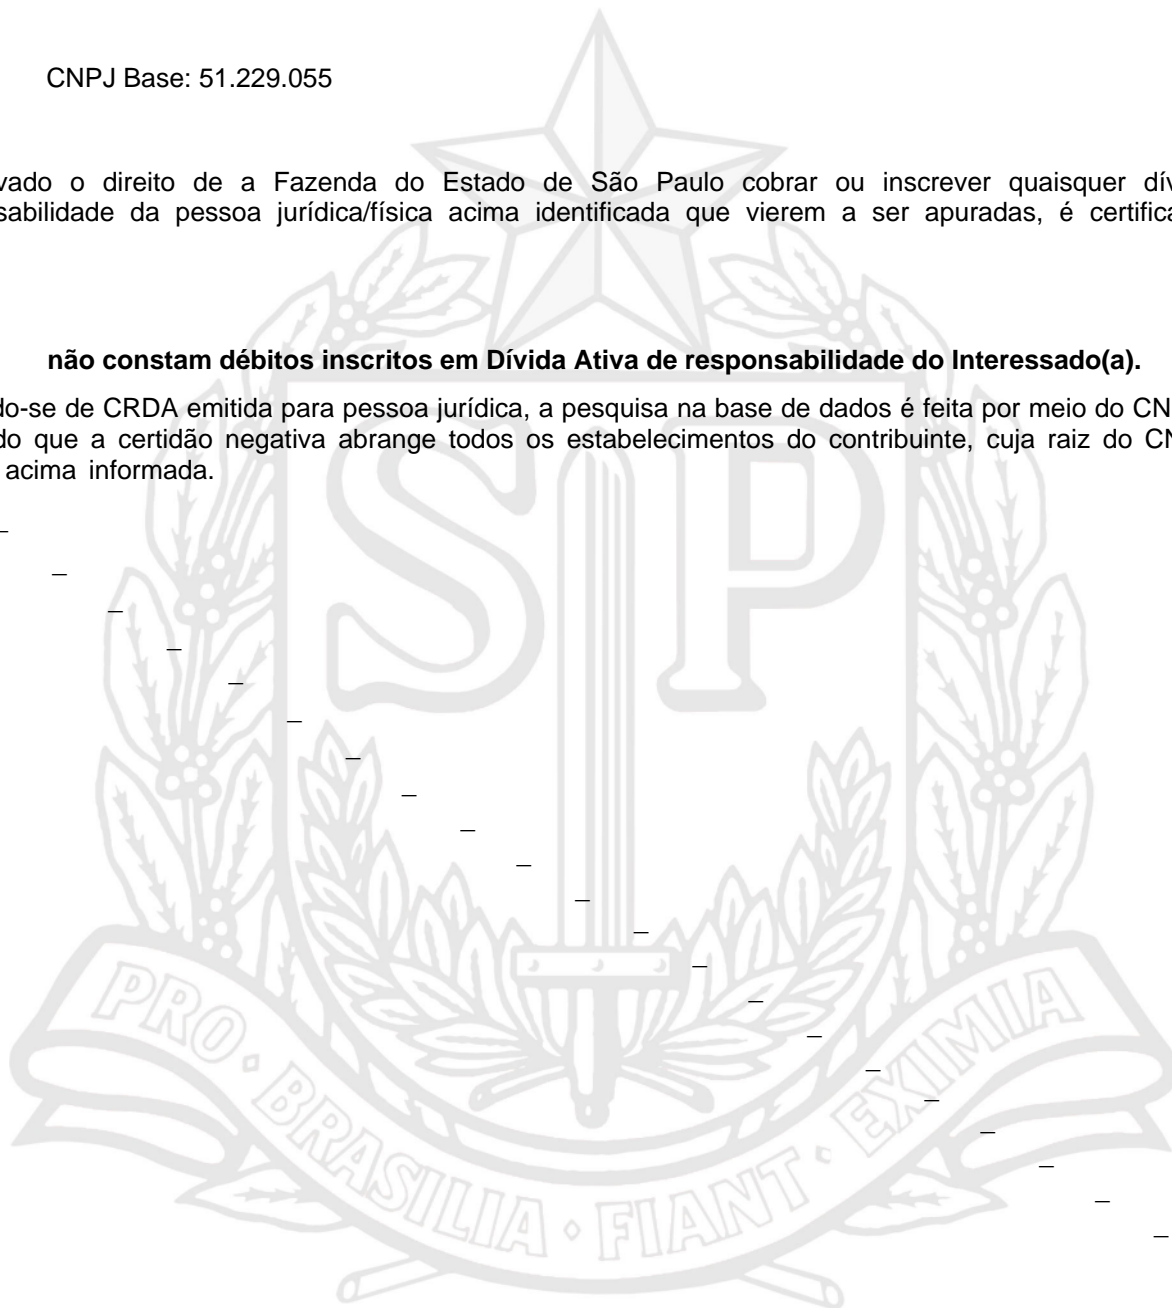 CNPJ Base: 51.229.055
vado o direito de a Fazenda do Estado de São Paulo cobrar ou inscrever quaisquer dív
sabilidade da pessoa jurídica/física acima identificada que vierem a ser apuradas, é certifica
não constam débitos inscritos em Dívida Ativa de responsabilidade do Interessado(a).
do-se de CRDA emitida para pessoa jurídica, a pesquisa na base de dados é feita por meio do CN
do que a certidão negativa abrange todos os estabelecimentos do contribuinte, cuja raiz do CN
acima informada.
SP
PRO • BRASILIA • FIANT • EXIMIA